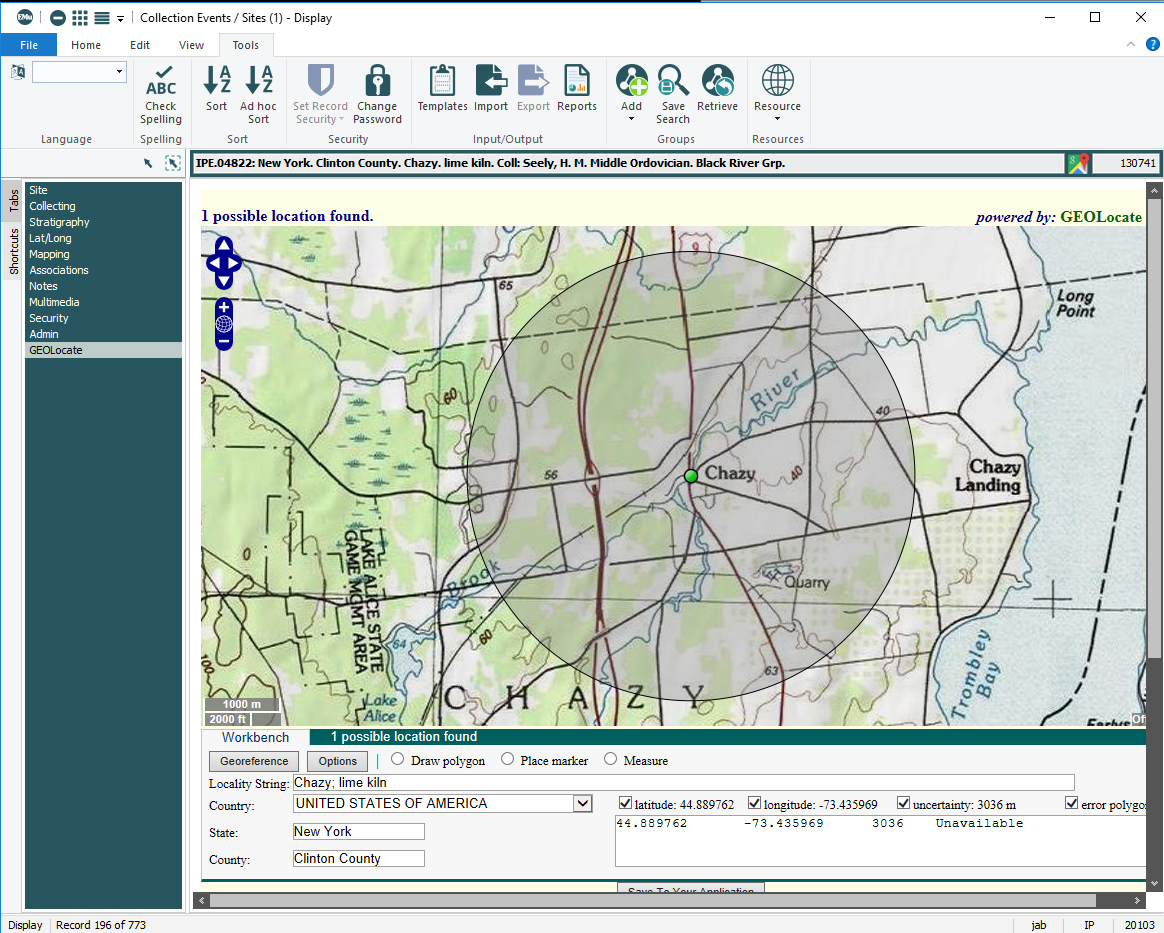 EMu Collection Events / Sites (1) - Display
File Home Edit View Tools ?
ABC
Check Spelling
Sort
Ad hoc Sort
Set Record Security
Change Password
Templates
Import
Export
Reports
Add
Save Search
Retrieve
Resource
Language Spelling Sort Security Input/Output Groups Resources
IPE.04822: New York. Clinton County. Chazy. lime kiln. Coll: Seely, H. M. Middle Ordovician. Black River Grp. 130741
Tabs
Shortcuts
Site
Collecting
Stratigraphy
Lat/Long
Mapping
Associations
Notes
Multimedia
Security
Admin
GEOLocate
1 possible location found.
powered by: GEOLocate
9
65
Long Point
60
River
40
56
Chazy
40
Chazy Landing
LAKE ALICE STATE
GAME MGMT AREA
Brook
Quarry
60
64
100
63
Trombley Bay
CHAZY
Lake Alice
1000 m
2000 ft
Workbench
1 possible location found
Georeference Options | Draw polygon Place marker Measure
Locality String: Chazy; lime kiln
Country: UNITED STATES OF AMERICA
latitude: 44.889762 longitude: -73.435969 uncertainty: 3036 m error polygo
State: New York
44.889762 -73.435969 3036 Unavailable
County: Clinton County
Save To Your Application
Display Record 196 of 773 jab IP 20103